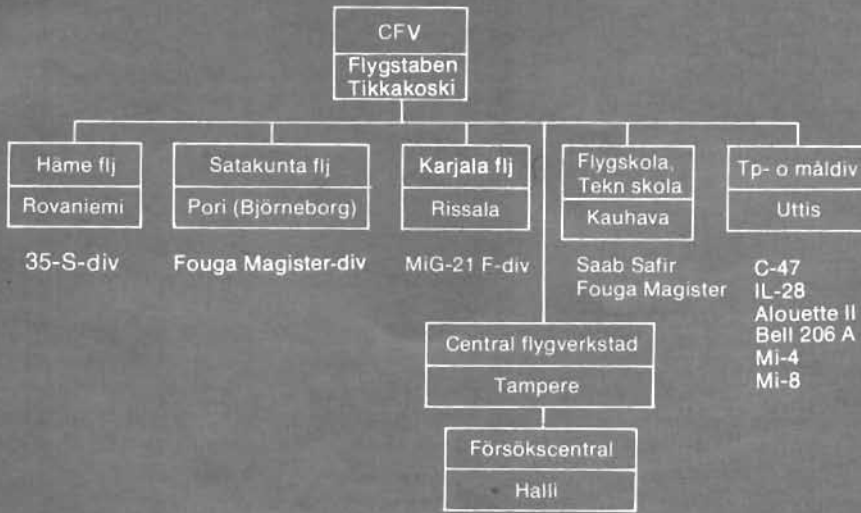 CFV
Flygstaben
Tikkakoski
Häme flj
Rovaniemi
35-S-div
Satakunta flj
Pori (Björneborg)
Fouga Magister-div
Karjala flj
Rissala
MiG-21 F-div
Flygskola,
Tekn skola
Kauhava
Saab Safir
Fouga Magister
Tp- o måldiv
Uttis
C-47
IL-28
Alouette II
Bell 206 A
Mi-4
Mi-8
Central flygverkstad
Tampere
Försökscentral
Halli